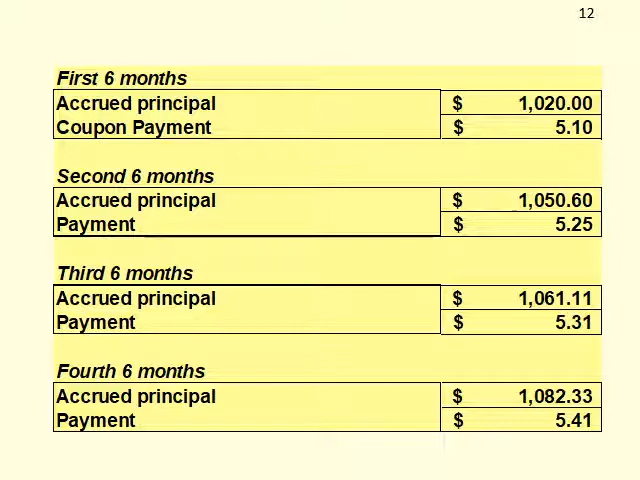 12
First 6 months
Accrued principal $ 1,020.00
Coupon Payment $ 5.10
Second 6 months
Accrued principal $ 1,050.60
Payment $ 5.25
Third 6 months
Accrued principal $ 1,061.11
Payment $ 5.31
Fourth 6 months
Accrued principal $ 1,082.33
Payment $ 5.41